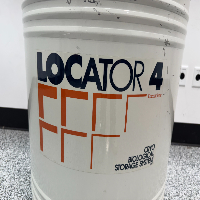 LOCATOR 4
CRYO
BIOLOGICAL
STORAGE SYSTEM